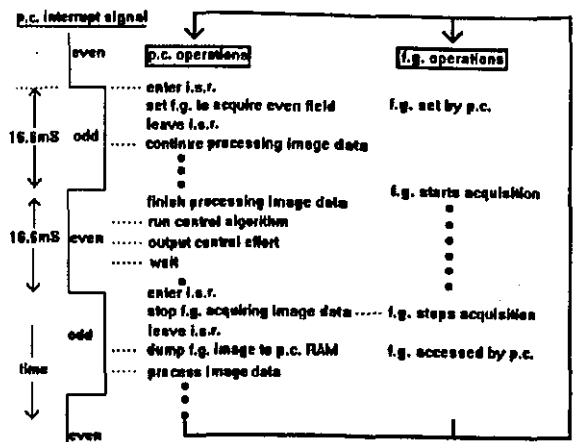 p.c. interrupt signal
even
p.c. operations
f.g. operations
enter i.s.r.
set f.g. to acquire even field
f.g. set by p.c.
leave i.s.r.
16.6mS
odd
continue processing image data
finish processing image data
f.g. starts acquisition
run control algorithm
16.6mS
even
output control effort
wait
enter i.s.r.
stop f.g. acquiring image data
f.g. stops acquisition
leave i.s.r.
odd
dump f.g. image to p.c. RAM
f.g. accessed by p.c.
time
process image data
even